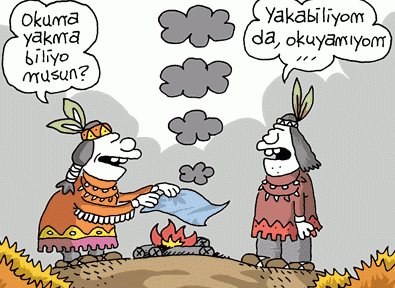 Okuma
yakma
biliyo
musun?
Yakabiliyom
da, okuyamıyom
...